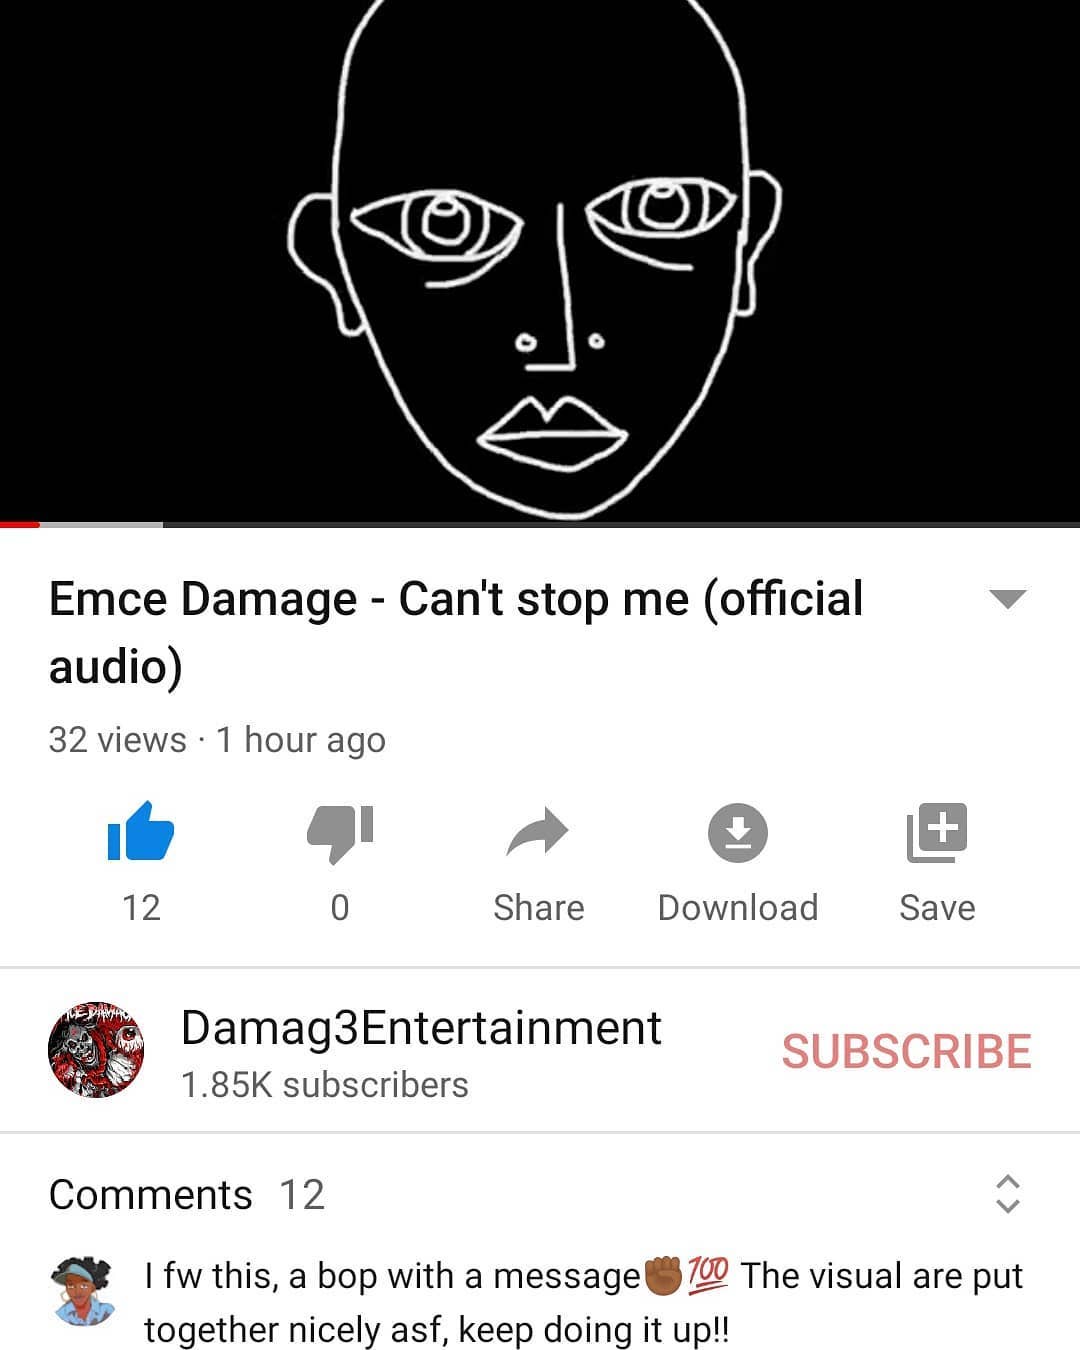 Emce Damage - Can't stop me (official
audio)
32 views · 1 hour ago
12
0
Share
Download
Save
Damag3Entertainment
1.85K subscribers
SUBSCRIBE
Comments 12
I fw this, a bop with a message✊🏾💯 The visual are put
together nicely asf, keep doing it up!!